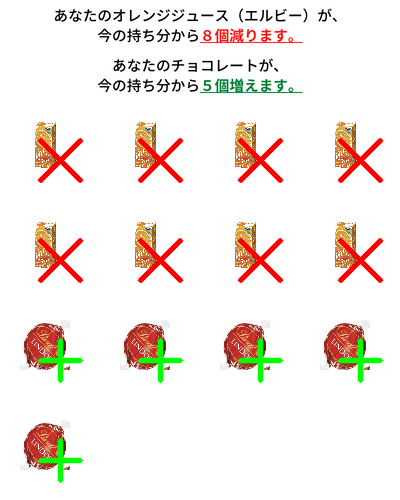 あなたのオレンジジュース（エルビー）が、
今の持ち分から８個減ります。
あなたのチョコレートが、
今の持ち分から５個増えます。